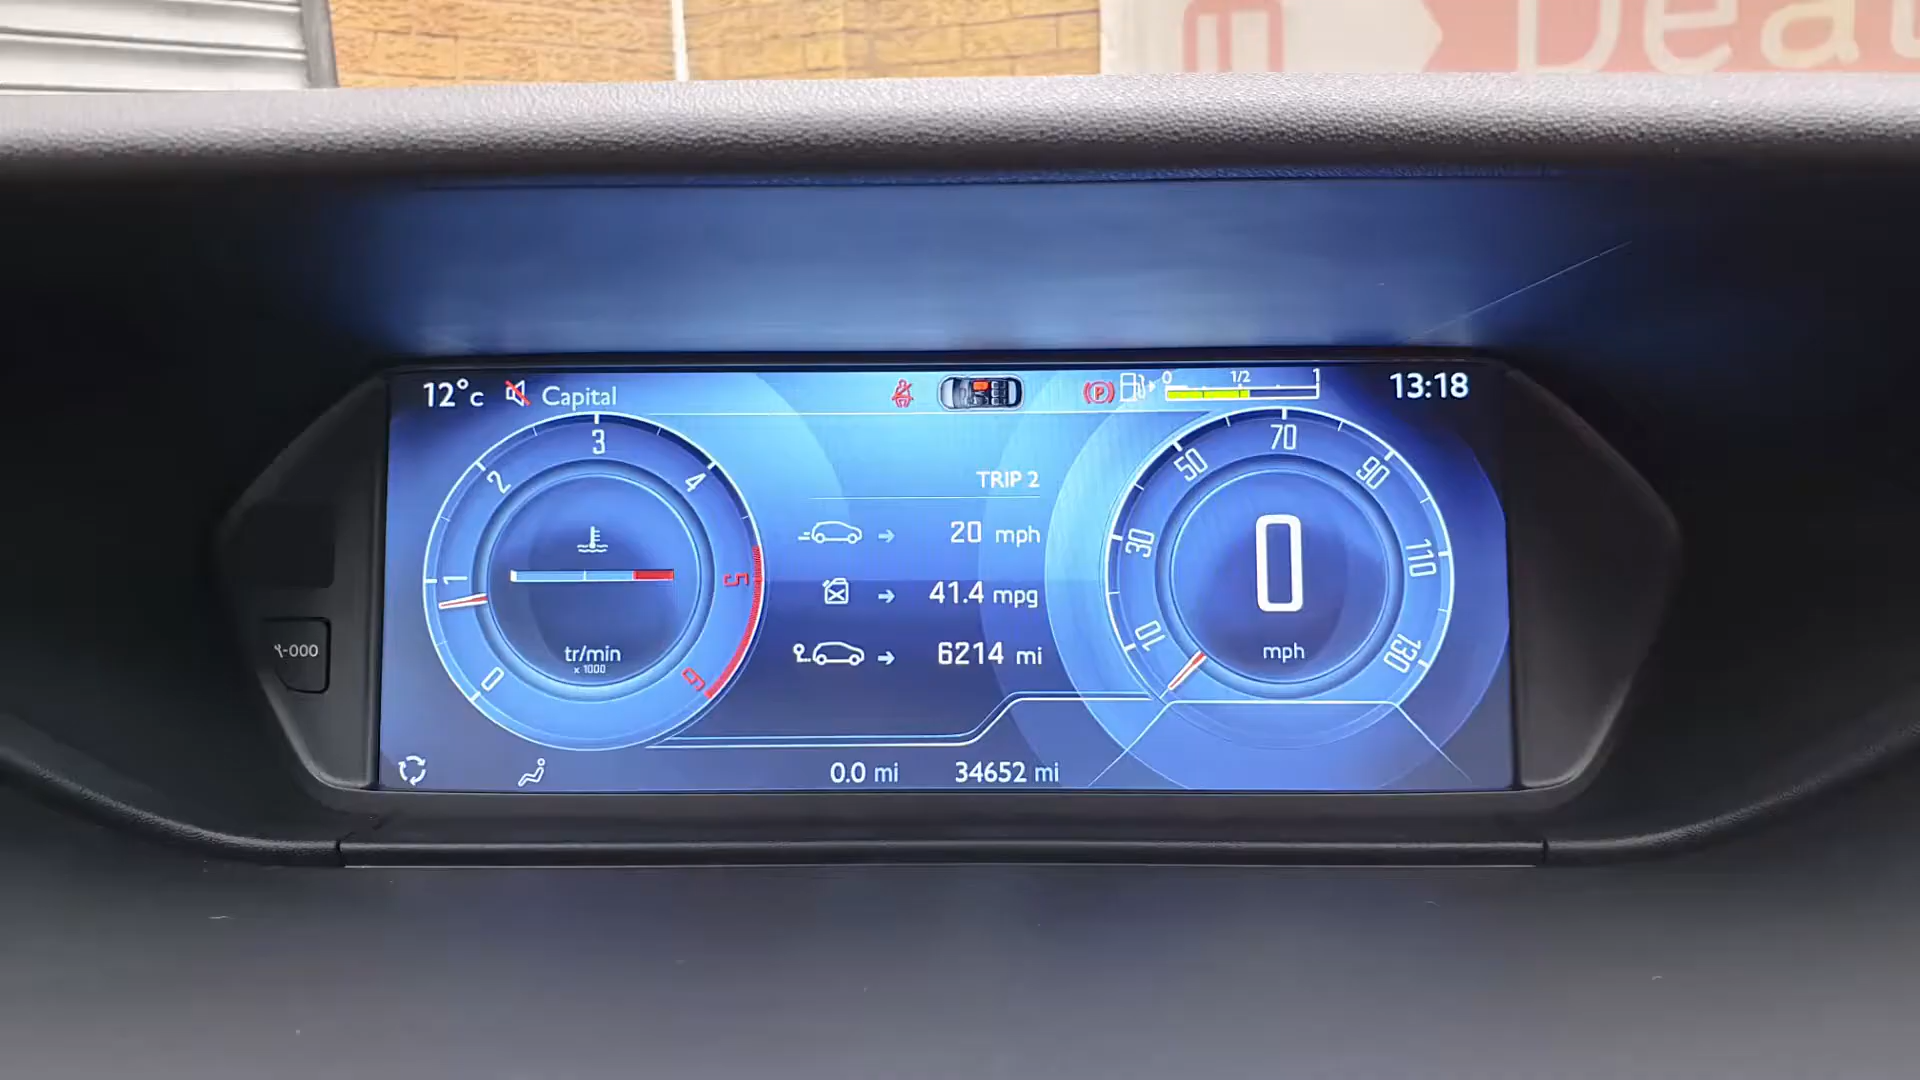 Deal
12°c Capital
0 1/2 1
13:18
0 1 2 3 4 5 6
tr/min
x 1000
TRIP 2
20 mph
41.4 mpg
6214 mi
10 30 50 70 90 110 130
0
mph
-000
0.0 mi 34652 mi
P